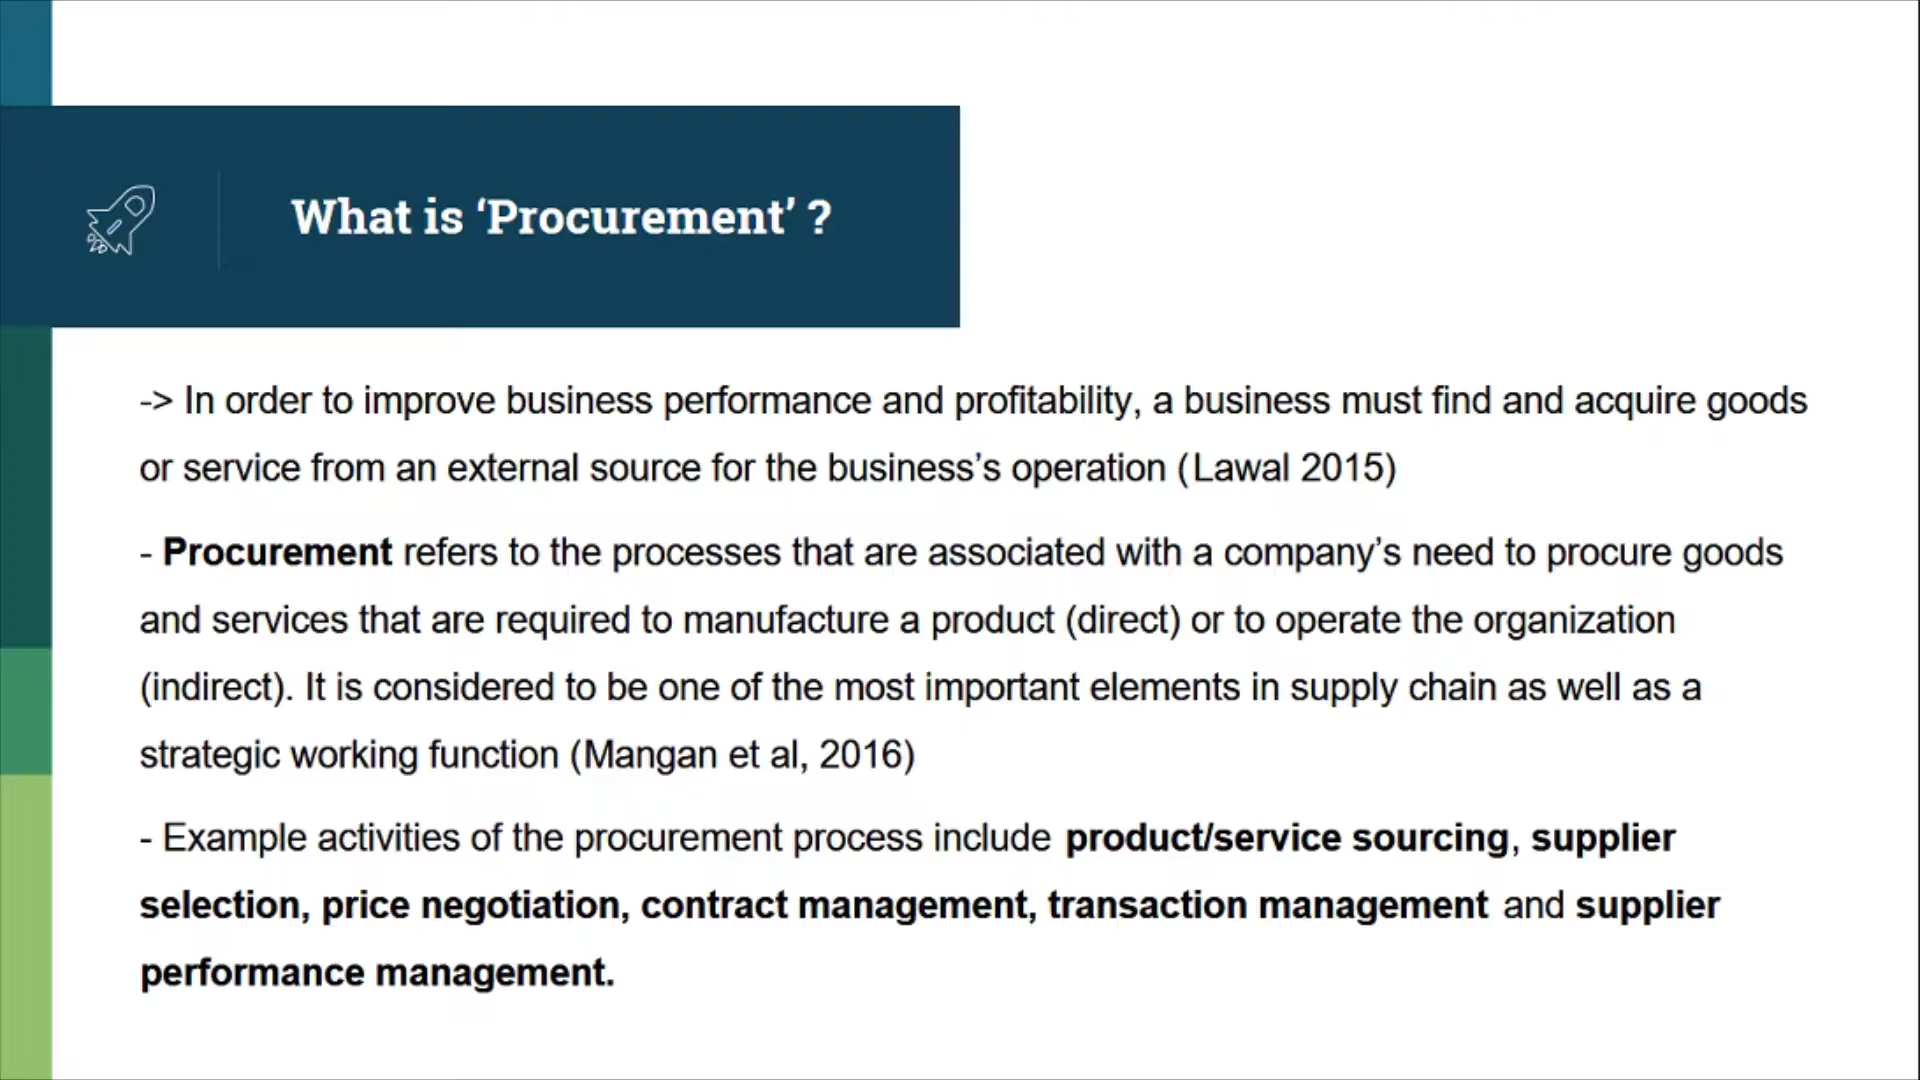 What is ‘Procurement’ ?
-> In order to improve business performance and profitability, a business must find and acquire goods
or service from an external source for the business’s operation (Lawal 2015)
- Procurement refers to the processes that are associated with a company’s need to procure goods
and services that are required to manufacture a product (direct) or to operate the organization
(indirect). It is considered to be one of the most important elements in supply chain as well as a
strategic working function (Mangan et al, 2016)
- Example activities of the procurement process include product/service sourcing, supplier
selection, price negotiation, contract management, transaction management and supplier
performance management.